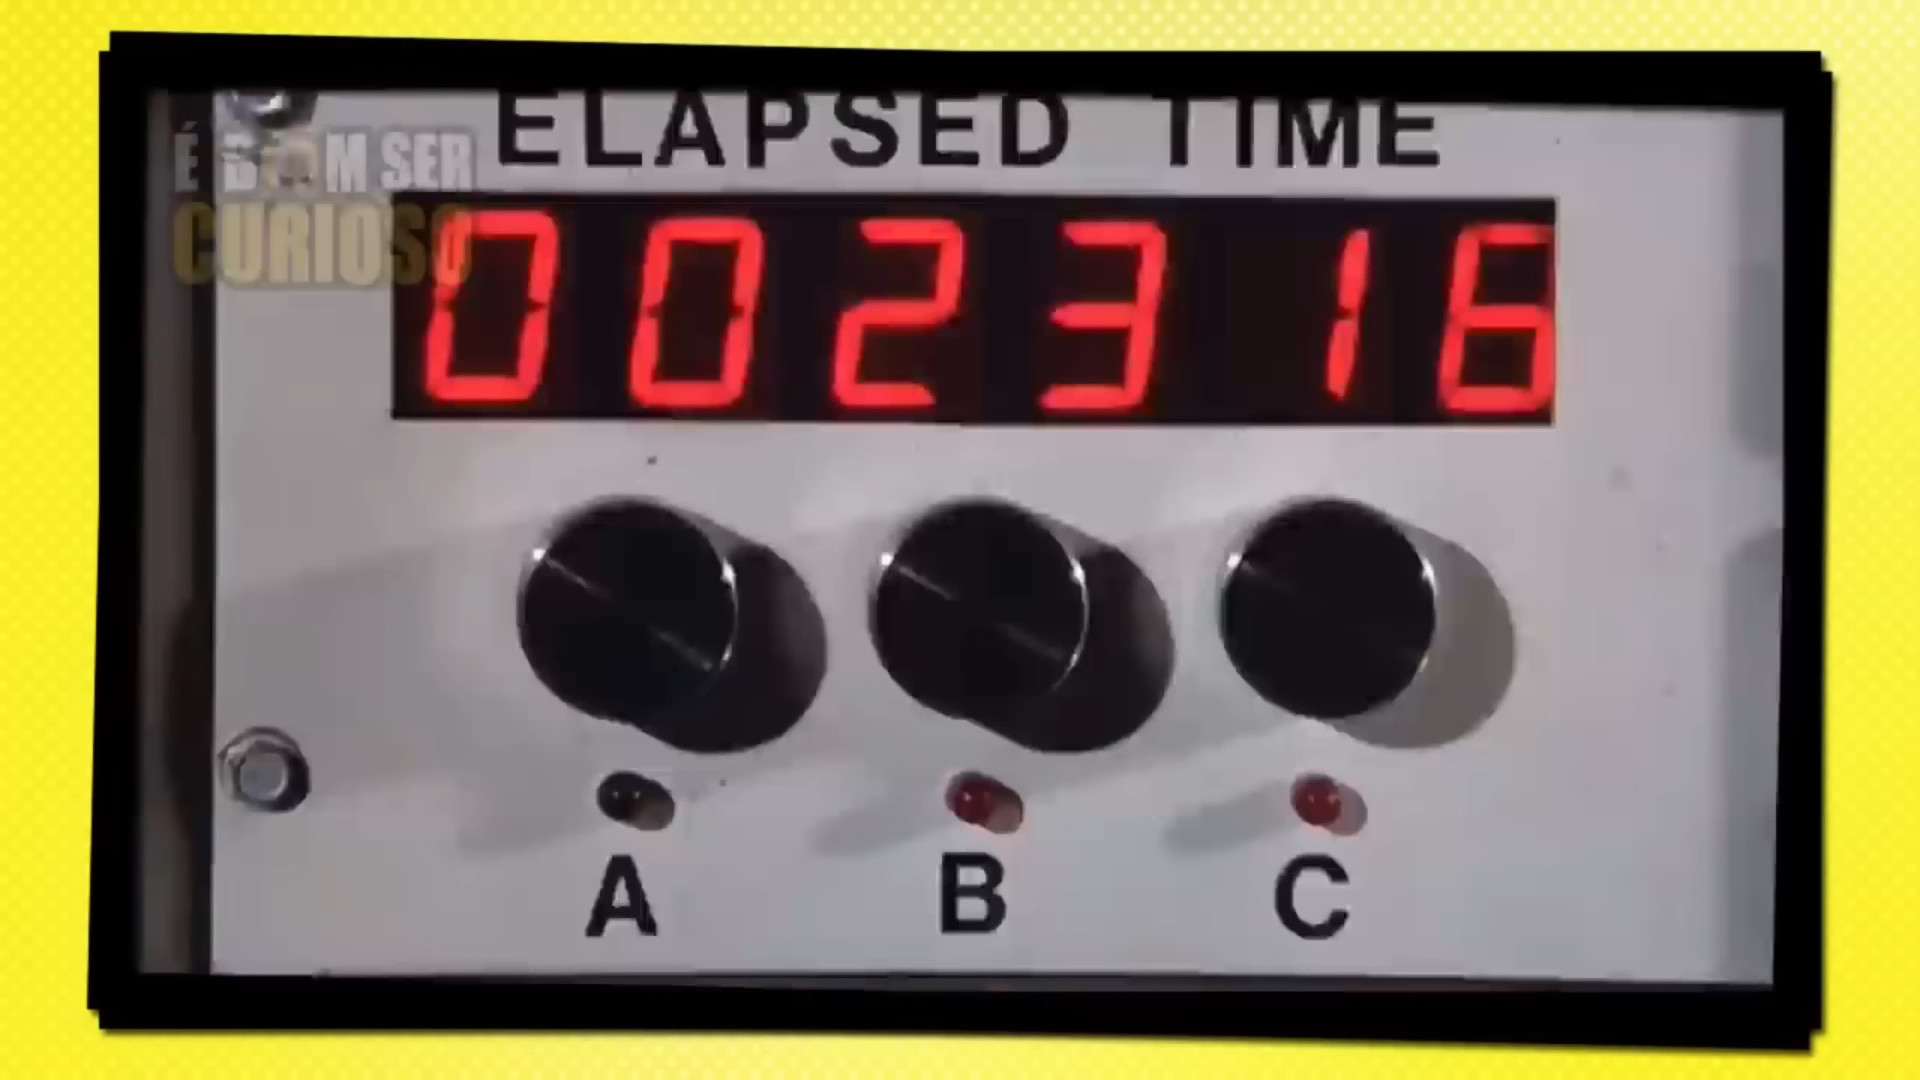 ELAPSED TIME
É BOM SER
CURIOSO
002316
A B C